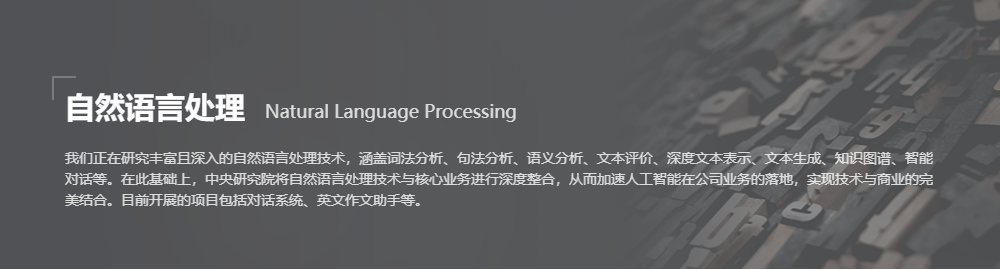 自然语言处理 Natural Language Processing
我们正在研究丰富且深入的自然语言处理技术，涵盖词法分析、句法分析、语义分析、文本评价、深度文本表示、文本生成、知识图谱、智能
对话等。在此基础上，中央研究院将自然语言处理技术与核心业务进行深度整合，从而加速人工智能在公司业务的落地，实现技术与商业的完
美结合。目前开展的项目包括对话系统、英文作文助手等。